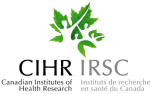 CIHR IRSC
Canadian Institutes of Instituts de recherche
Health Research en santé du Canada